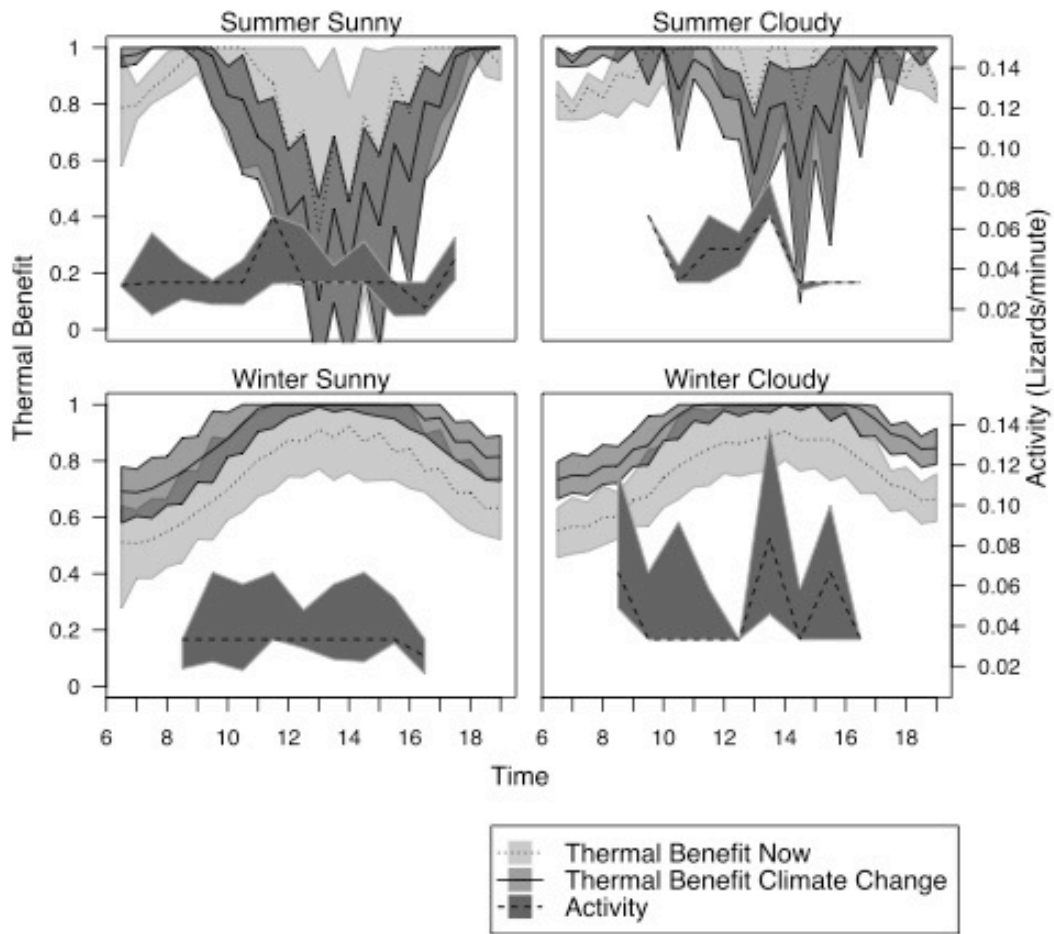 Summer Sunny
Summer Cloudy
1
0.8
0.6
0.4
0.2
0
0.14
0.12
0.10
0.08
0.06
0.04
0.02
Thermal Benefit
Activity (Lizards/minute)
Winter Sunny
Winter Cloudy
1
0.8
0.6
0.4
0.2
0
0.14
0.12
0.10
0.08
0.06
0.04
0.02
6 8 10 12 14 16 18
6 8 10 12 14 16 18
Time
Thermal Benefit Now
Thermal Benefit Climate Change
Activity